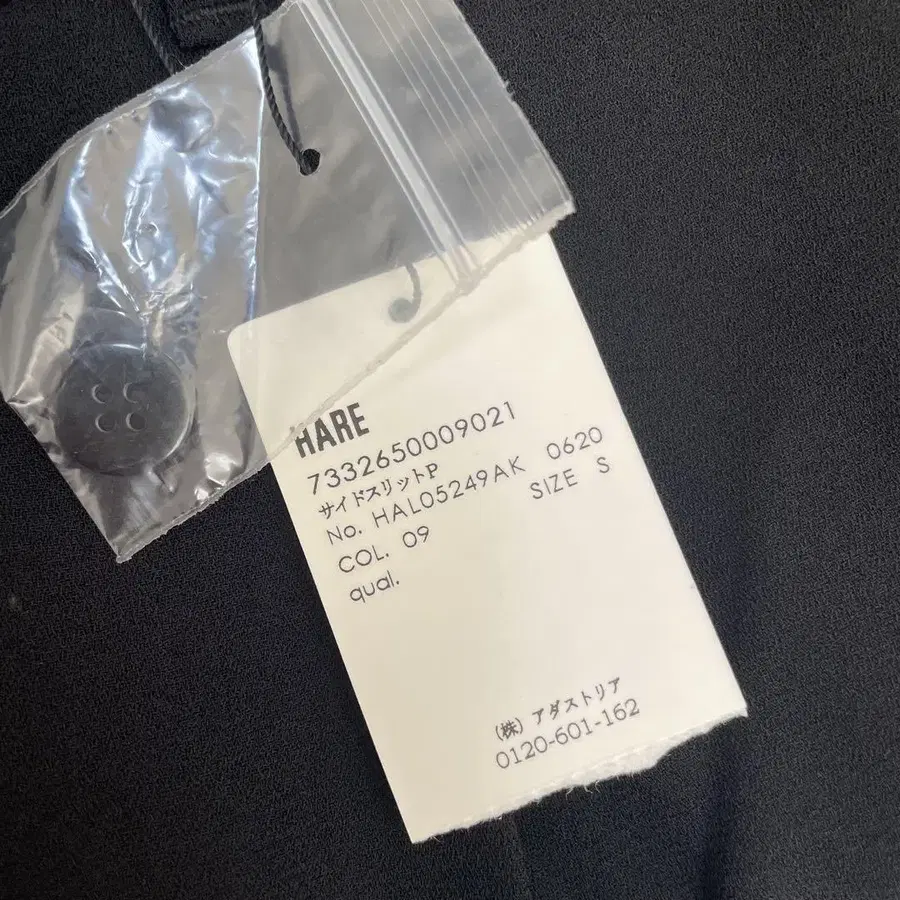 HARE
7332650009021
サイドスリットP
No. HAL05249AK 0620
COL. 09 SIZE S
qual.
(株) アダストリア
0120-601-162